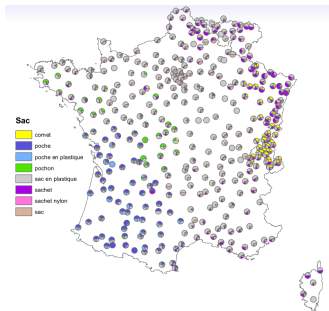 Sac
cornet
poche
poche en plastique
pochon
sac en plastique
sachet
sachet nylon
sac